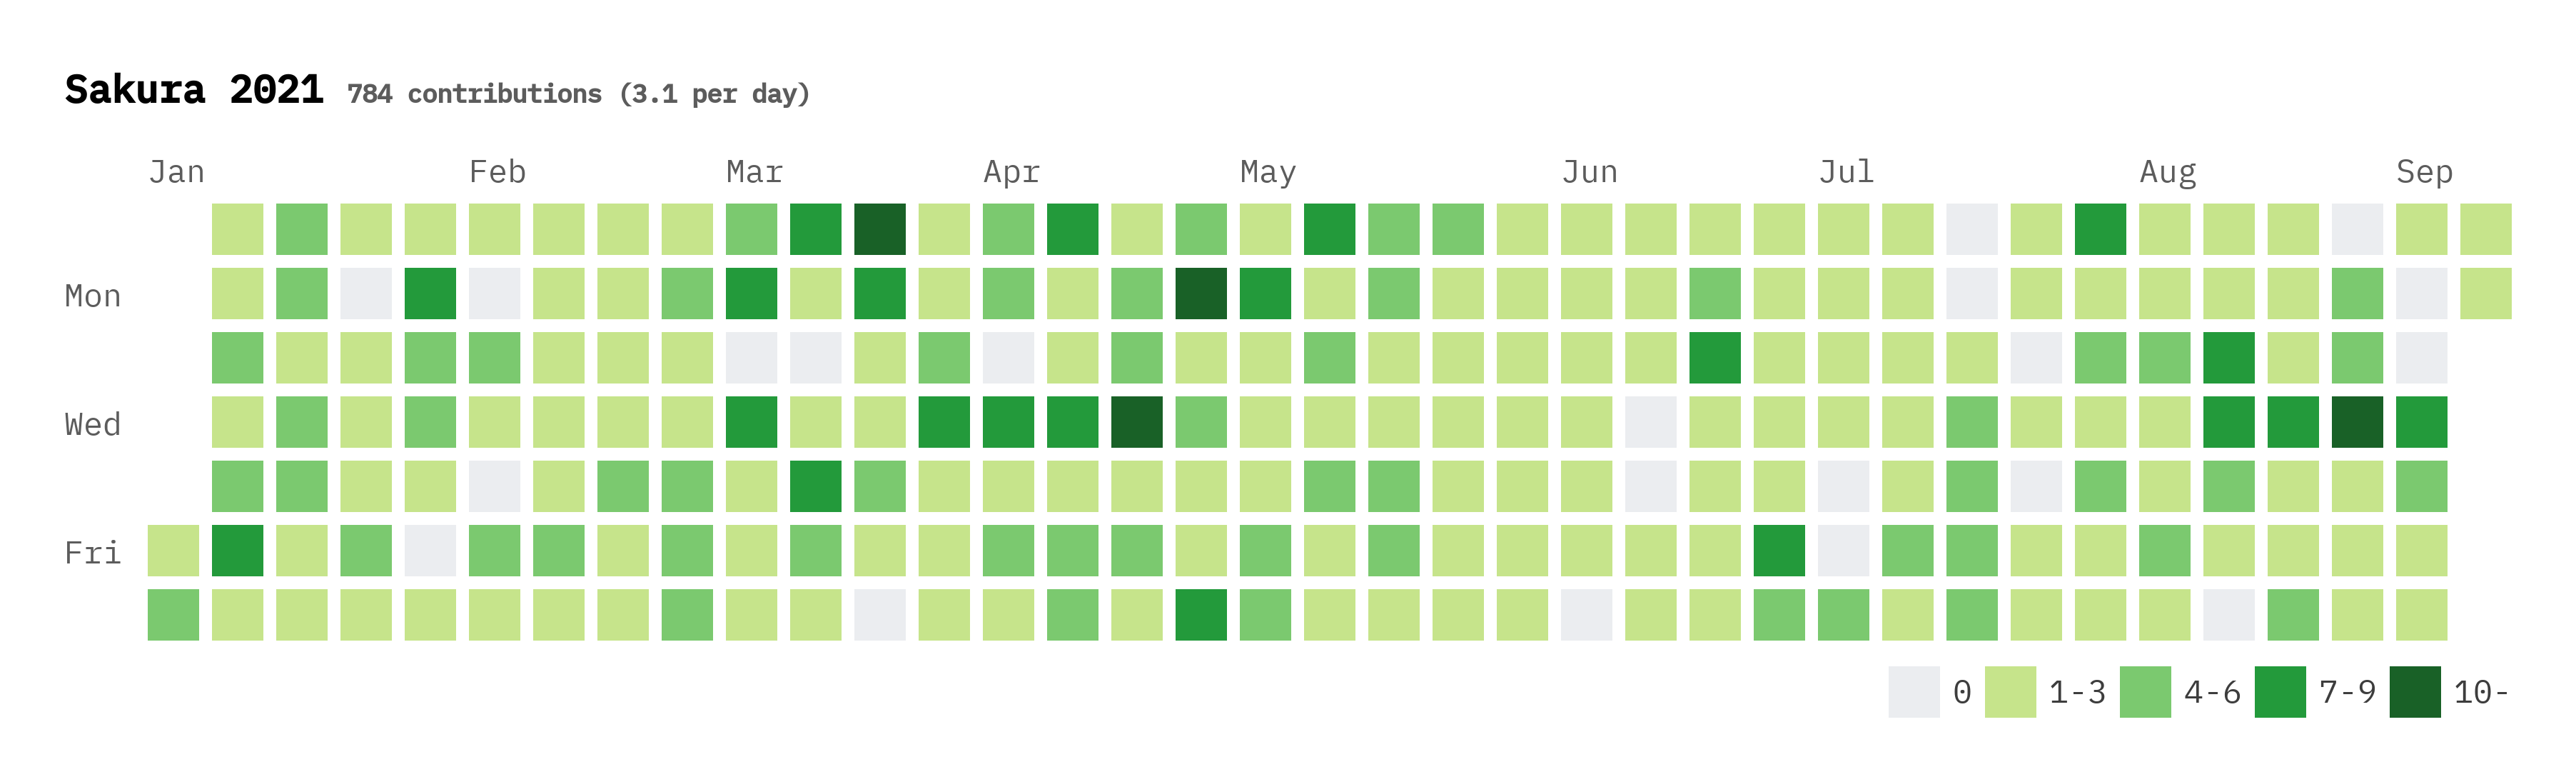 Sakura 2021 784 contributions (3.1 per day)
Jan Feb Mar Apr May Jun Jul Aug Sep
Mon
Wed
Fri
0 1-3 4-6 7-9 10-